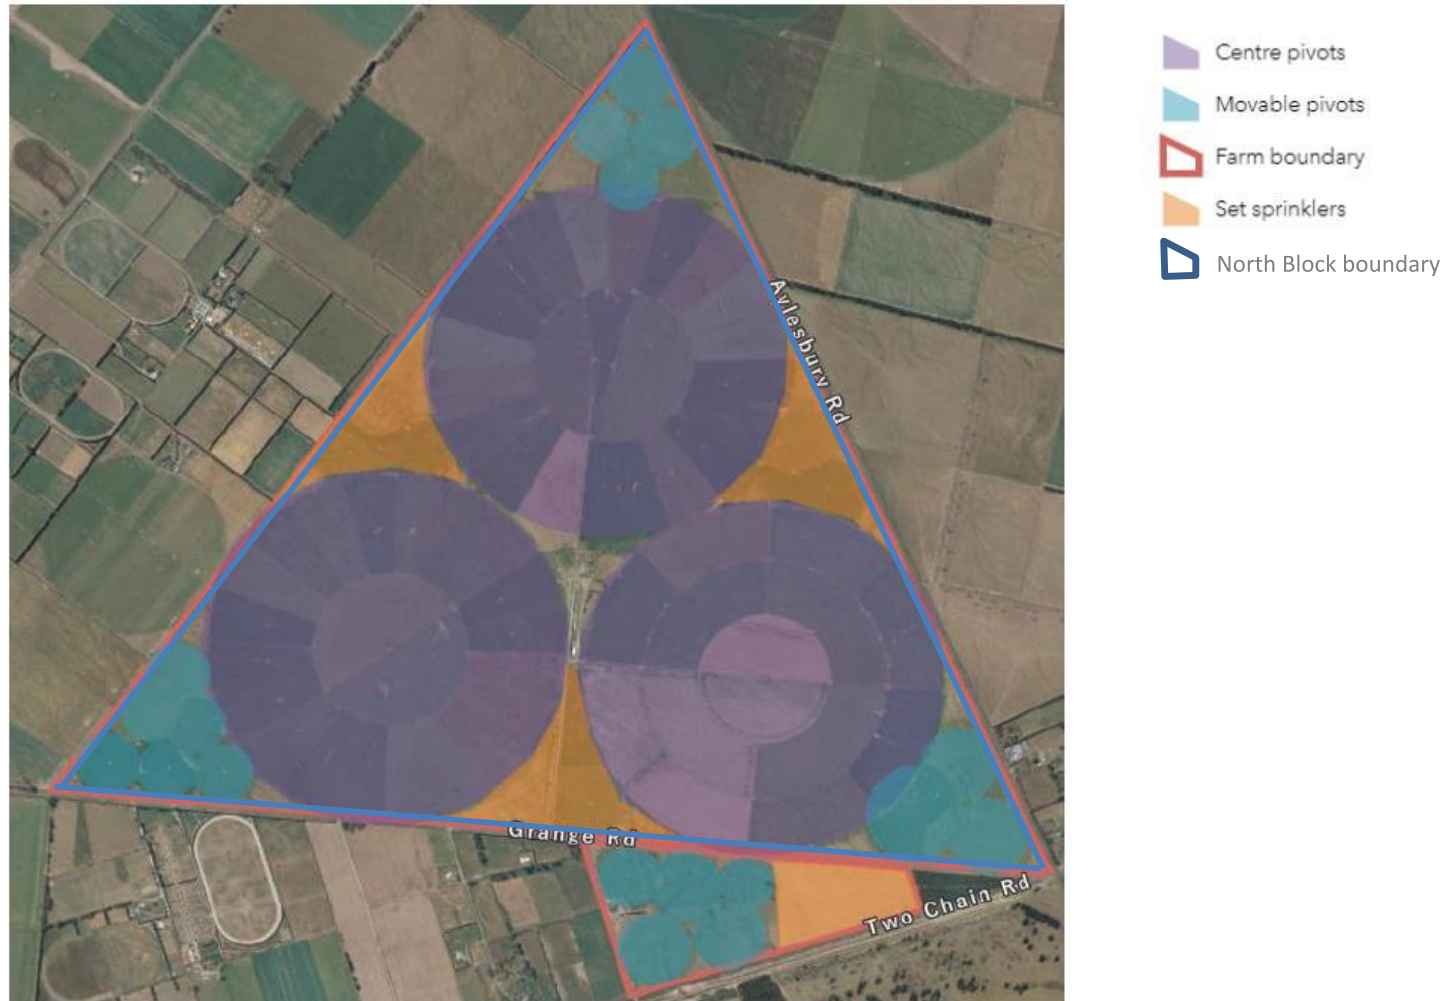 Centre pivots
Movable pivots
Farm boundary
Set sprinklers
North Block boundary
Aylesbury Rd
Grange Rd
Two Chain Rd